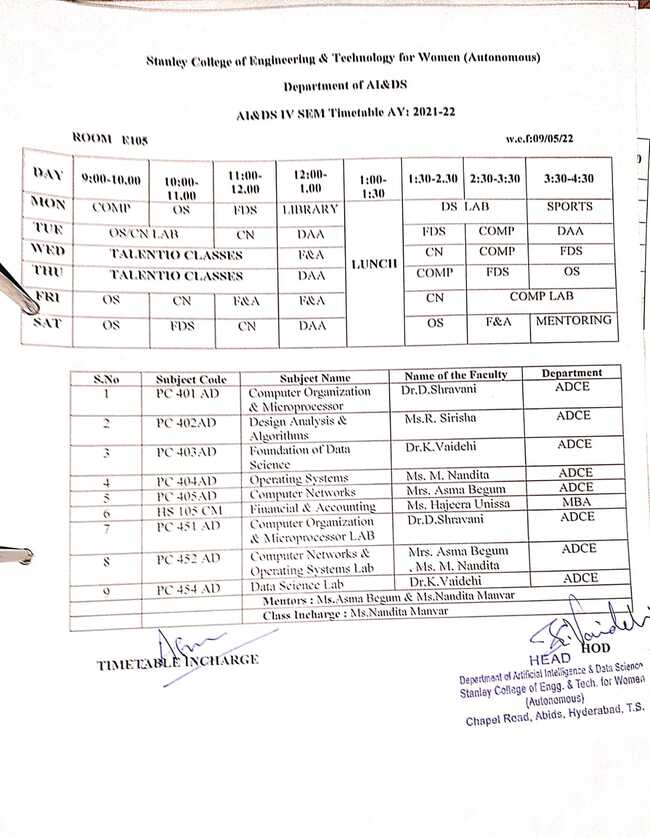 Stanley College of Engineering & Technology for Women (Autonomous)
Department of AI&DS
AI&DS IV SEM Timetable AY: 2021-22
ROOM E105 w.e.f:09/05/22
DAY 9:00-10.00 10:00-11.00 11:00-12.00 12:00-1.00 1:00-1:30 1:30-2.30 2:30-3:30 3:30-4:30
MON COMP OS FDS LIBRARY LUNCH DS LAB SPORTS
TUE OS/CN LAB CN DAA FDS COMP DAA
WED TALENTIO CLASSES F&A CN COMP FDS
THU TALENTIO CLASSES DAA COMP FDS OS
FRI OS CN F&A F&A CN COMP LAB
SAT OS FDS CN DAA OS F&A MENTORING
S.No Subject Code Subject Name Name of the Faculty Department
1 PC 401 AD Computer Organization & Microprocessor Dr.D.Shravani ADCE
2 PC 402AD Design Analysis & Algorithms Ms.R. Sirisha ADCE
3 PC 403AD Foundation of Data Science Dr.K.Vaidehi ADCE
4 PC 404AD Operating Systems Ms. M. Nandita ADCE
5 PC 405AD Computer Networks Mrs. Asma Begum ADCE
6 HS 105 CM Financial & Accounting Ms. Hajeera Unissa MBA
7 PC 451 AD Computer Organization & Microprocessor LAB Dr.D.Shravani ADCE
8 PC 452 AD Computer Networks & Operating Systems Lab Mrs. Asma Begum , Ms. M. Nandita ADCE
9 PC 454 AD Data Science Lab Dr.K.Vaidehi ADCE
Mentors : Ms.Asma Begum & Ms.Nandita Manvar
Class Incharge : Ms.Nandita Manvar
TIMETABLE INCHARGE
HOD
HEAD
Department of Artificial Intelligence & Data Science
Stanley College of Engg. & Tech. for Women
(Autonomous)
Chapel Road, Abids, Hyderabad, T.S.